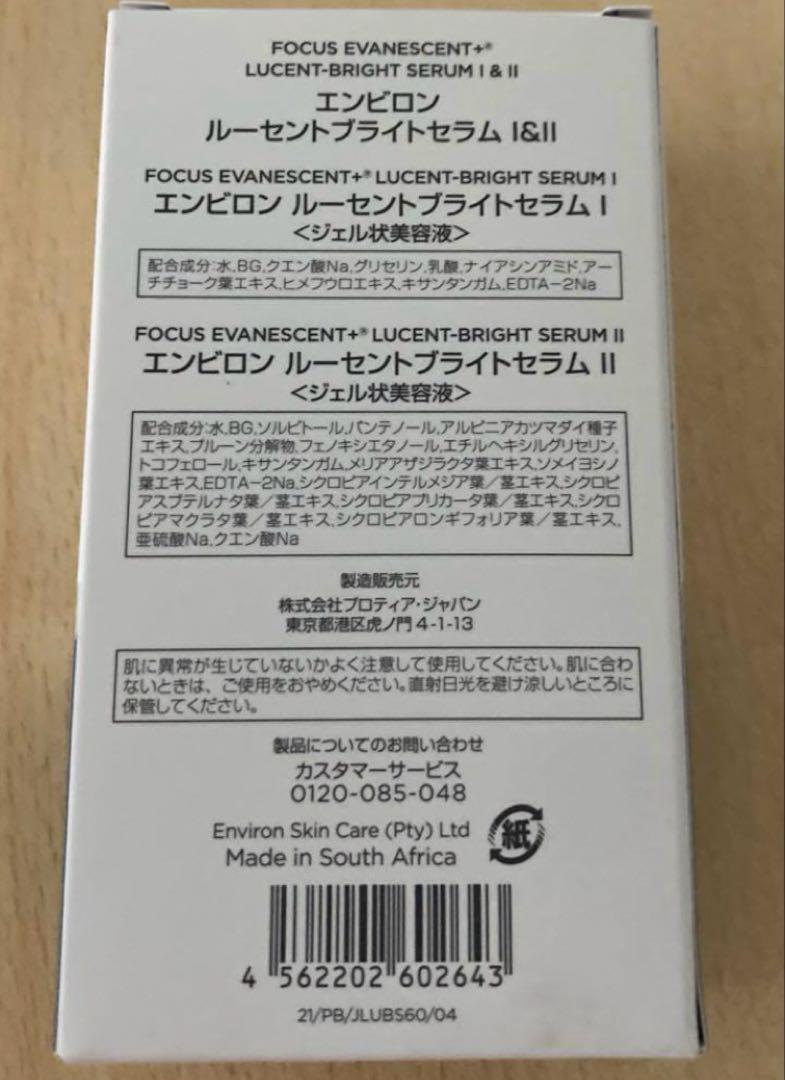 FOCUS EVANESCENT+®
LUCENT-BRIGHT SERUM I & II
エンビロン
ルーセントブライトセラム I&II
FOCUS EVANESCENT+® LUCENT-BRIGHT SERUM I
エンビロン ルーセントブライトセラム I
<ジェル状美容液>
配合成分:水,BG,クエン酸Na,グリセリン,乳酸,ナイアシンアミド,アー
チチョーク葉エキス,ヒメフウロエキス,キサンタンガム,EDTA-2Na
FOCUS EVANESCENT+® LUCENT-BRIGHT SERUM II
エンビロン ルーセントブライトセラム II
<ジェル状美容液>
配合成分:水,BG,ソルビトール,パンテノール,アルピニアカツマダイ種子
エキス,プルーン分解物,フェノキシエタノール,エチルヘキシルグリセリン,
トコフェロール,キサンタンガム,メリアアザジラクタ葉エキス,ソメイヨシノ
葉エキス,EDTA-2Na,シクロピアインテルメジア葉/茎エキス,シクロピ
アスプテルナタ葉/茎エキス,シクロピアプリカータ葉/茎エキス,シクロ
ピアマクラタ葉/茎エキス,シクロピアロンギフォリア葉/茎エキス,
亜硫酸Na,クエン酸Na
製造販売元
株式会社プロティア・ジャパン
東京都港区虎ノ門 4-1-13
肌に異常が生じていないかよく注意して使用してください。肌に合わ
ないときは、ご使用をおやめください。直射日光を避け涼しいところに
保管してください。
製品についてのお問い合わせ
カスタマーサービス
0120-085-048
Environ Skin Care (Pty) Ltd
紙
Made in South Africa
4 562202 602643
21/PB/JLUBS60/04